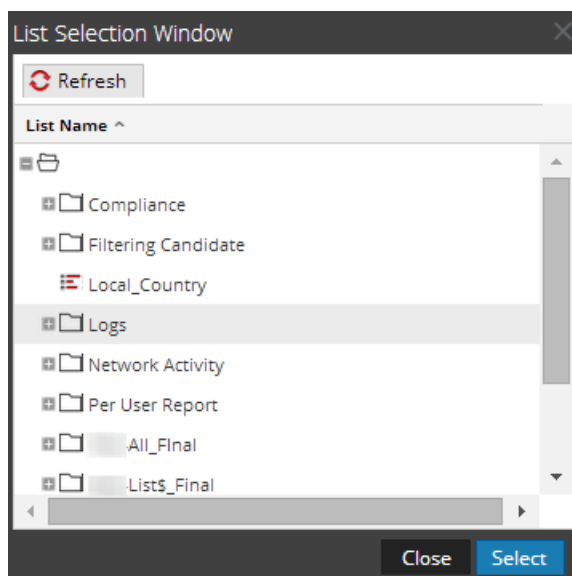 List Selection Window
Refresh
List Name
Compliance
Filtering Candidate
Local_Country
Logs
Network Activity
Per User Report
-All_FInal
-List$_Final
Close
Select